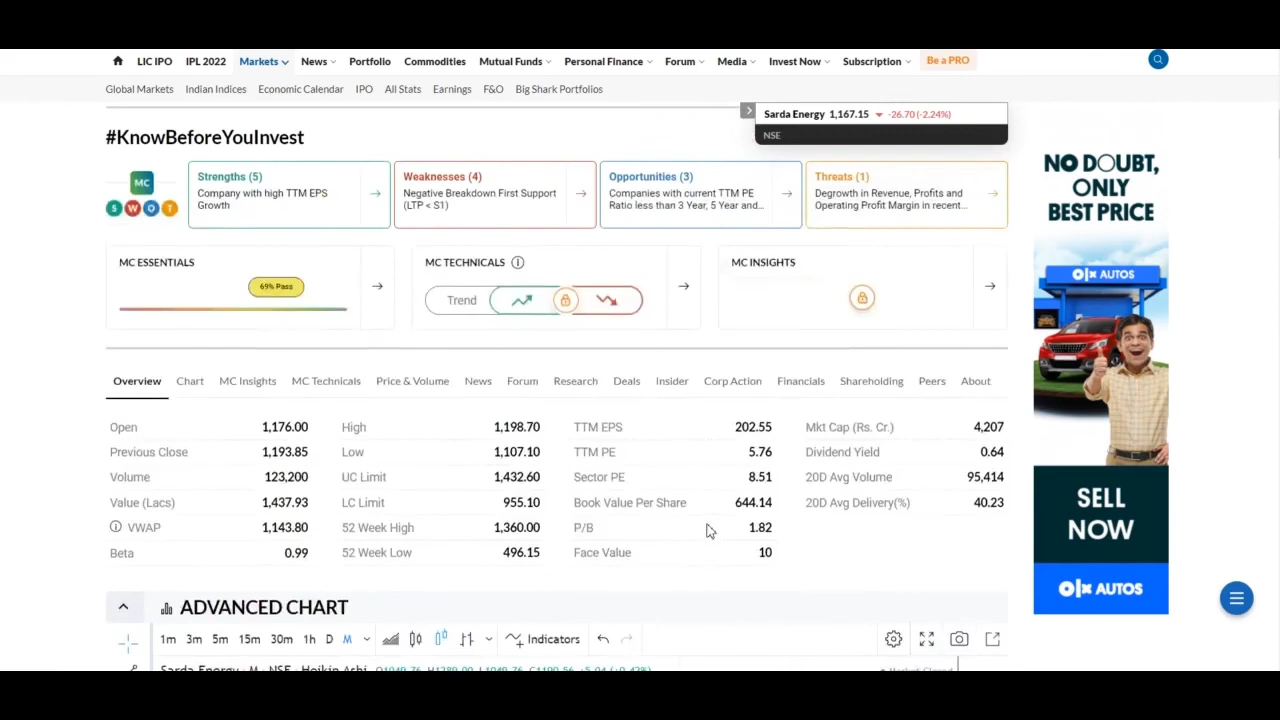 LIC IPO IPL 2022 Markets News Portfolio Commodities Mutual Funds Personal Finance Forum Media Invest Now Subscription Be a PRO
Global Markets Indian Indices Economic Calendar IPO All Stats Earnings F&O Big Shark Portfolios
Sarda Energy 1,167.15 -26.70 (-2.24%)
NSE
#KnowBeforeYouInvest
MC
S W O T
Strengths (5)
Company with high TTM EPS
Growth
Weaknesses (4)
Negative Breakdown First Support
(LTP < S1)
Opportunities (3)
Companies with current TTM PE
Ratio less than 3 Year, 5 Year and...
Threats (1)
Degrowth in Revenue, Profits and
Operating Profit Margin in recent...
MC ESSENTIALS
69% Pass
MC TECHNICALS
Trend
MC INSIGHTS
Overview Chart MC Insights MC Technicals Price & Volume News Forum Research Deals Insider Corp Action Financials Shareholding Peers About
Open 1,176.00 High 1,198.70 TTM EPS 202.55 Mkt Cap (Rs. Cr.) 4,207
Previous Close 1,193.85 Low 1,107.10 TTM PE 5.76 Dividend Yield 0.64
Volume 123,200 UC Limit 1,432.60 Sector PE 8.51 20D Avg Volume 95,414
Value (Lacs) 1,437.93 LC Limit 955.10 Book Value Per Share 644.14 20D Avg Delivery(%) 40.23
VWAP 1,143.80 52 Week High 1,360.00 P/B 1.82
Beta 0.99 52 Week Low 496.15 Face Value 10
ADVANCED CHART
1m 3m 5m 15m 30m 1h D M Indicators
Sarda Energy · M · NSE · Heikin Ashi
NO DOUBT,
ONLY
BEST PRICE
olx AUTOS
SELL
NOW
olx AUTOS